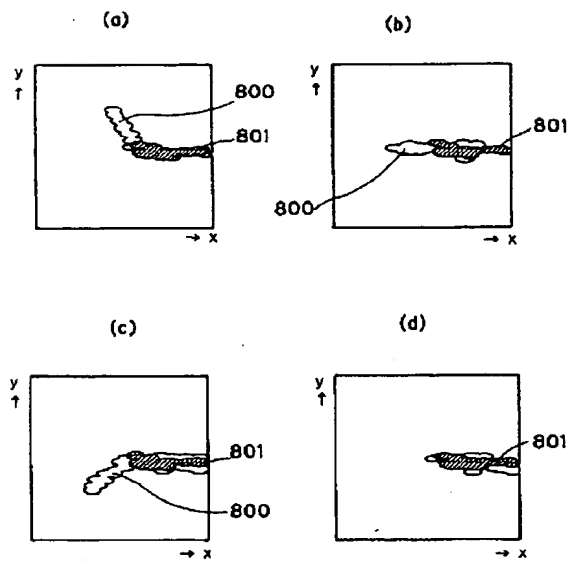 (a)
y
↑
800
801
→ x
(b)
y
↑
801
800
→ x
(c)
y
↑
801
800
→ x
(d)
y
↑
801
→ x